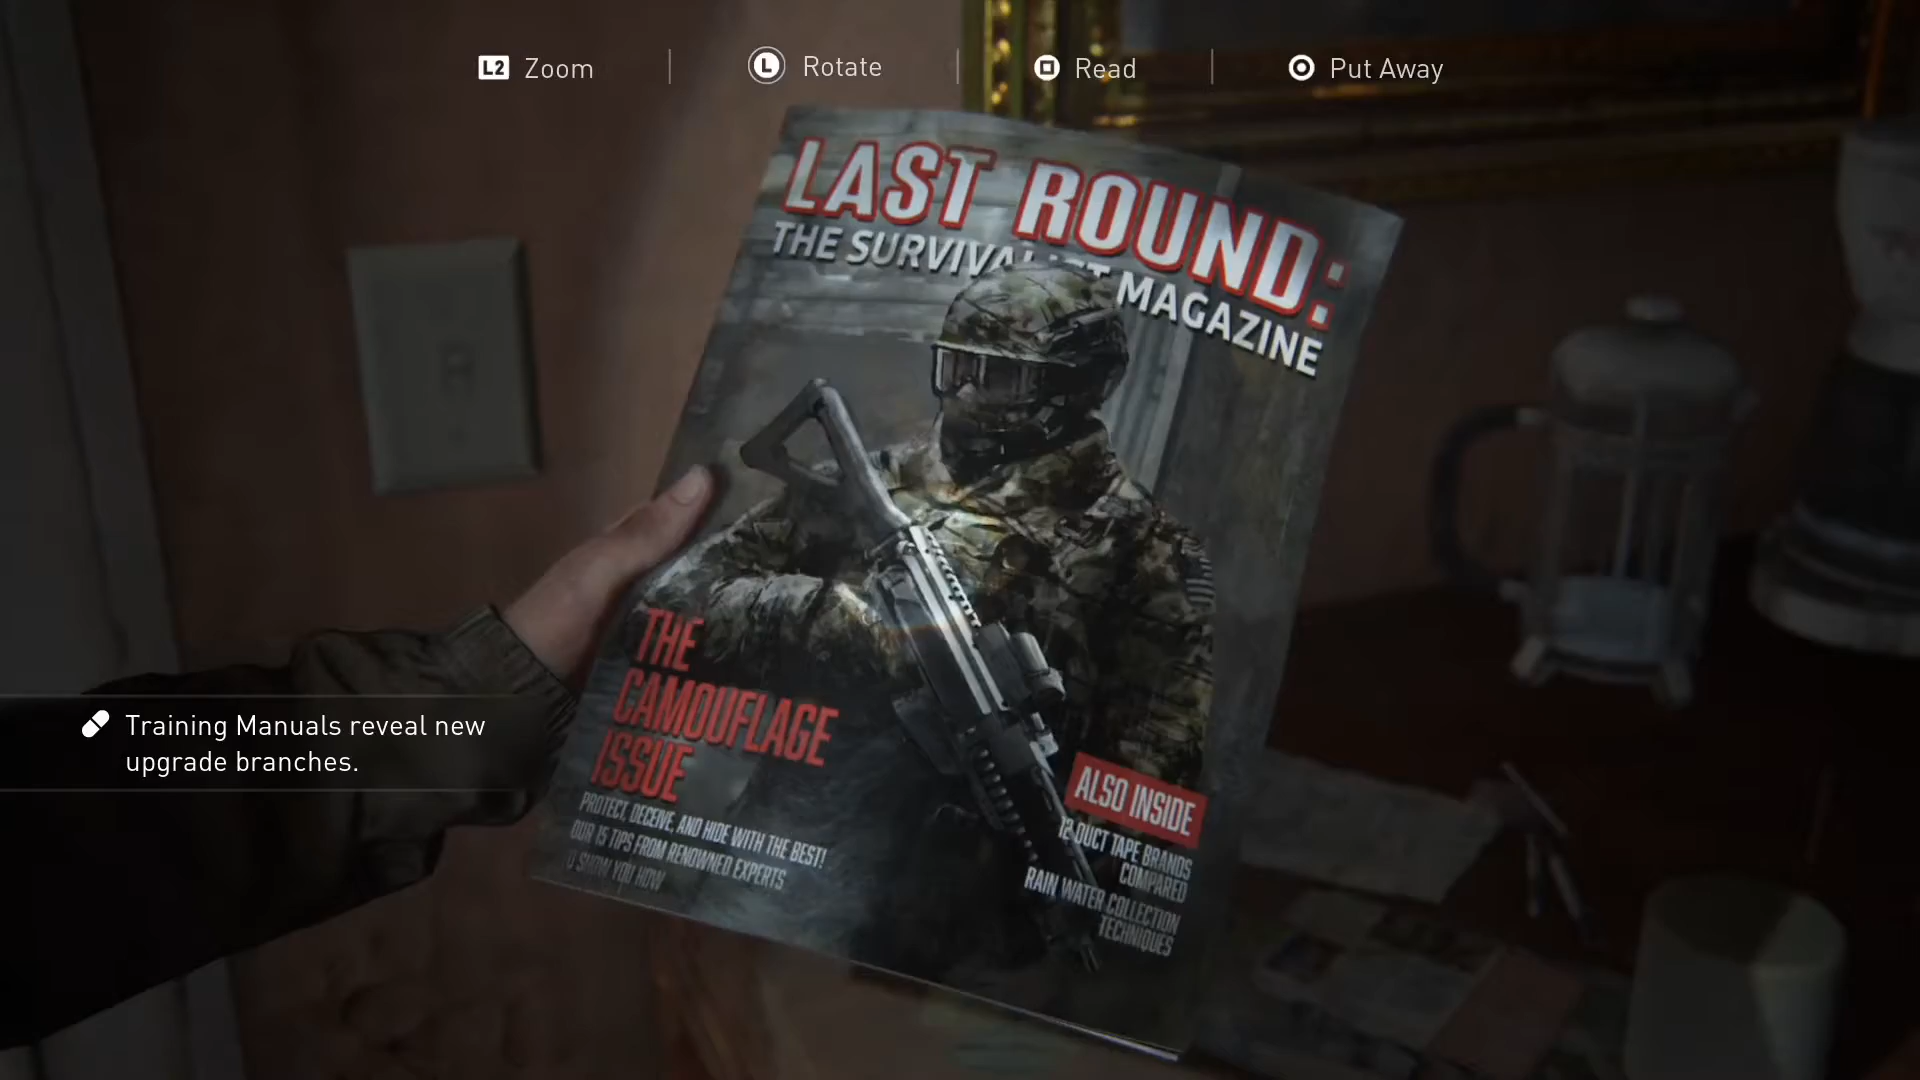 L2 Zoom
L Rotate
Read
Put Away
LAST ROUND:
THE SURVIVALIST MAGAZINE
THE
CAMOUFLAGE
ISSUE
PROTECT, DECEIVE, AND HIDE WITH THE BEST!
OUR 15 TIPS FROM RENOWNED EXPERTS
SHOW YOU HOW
ALSO INSIDE
12 DUCT TAPE BRANDS
COMPARED
RAIN WATER COLLECTION
TECHNIQUES
Training Manuals reveal new
upgrade branches.